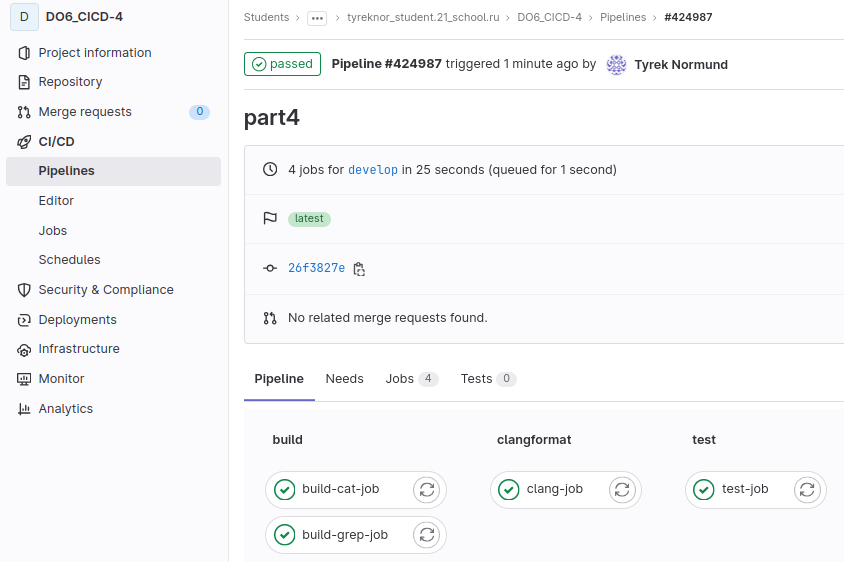 D DO6_CICD-4
Project information
Repository
Merge requests 0
CI/CD
Pipelines
Editor
Jobs
Schedules
Security & Compliance
Deployments
Infrastructure
Monitor
Analytics
Students > ... > tyreknor_student.21_school.ru > DO6_CICD-4 > Pipelines > #424987
passed Pipeline #424987 triggered 1 minute ago by Tyrek Normund
part4
4 jobs for develop in 25 seconds (queued for 1 second)
latest
26f3827e
No related merge requests found.
Pipeline Needs Jobs 4 Tests 0
build clangformat test
build-cat-job clang-job test-job
build-grep-job